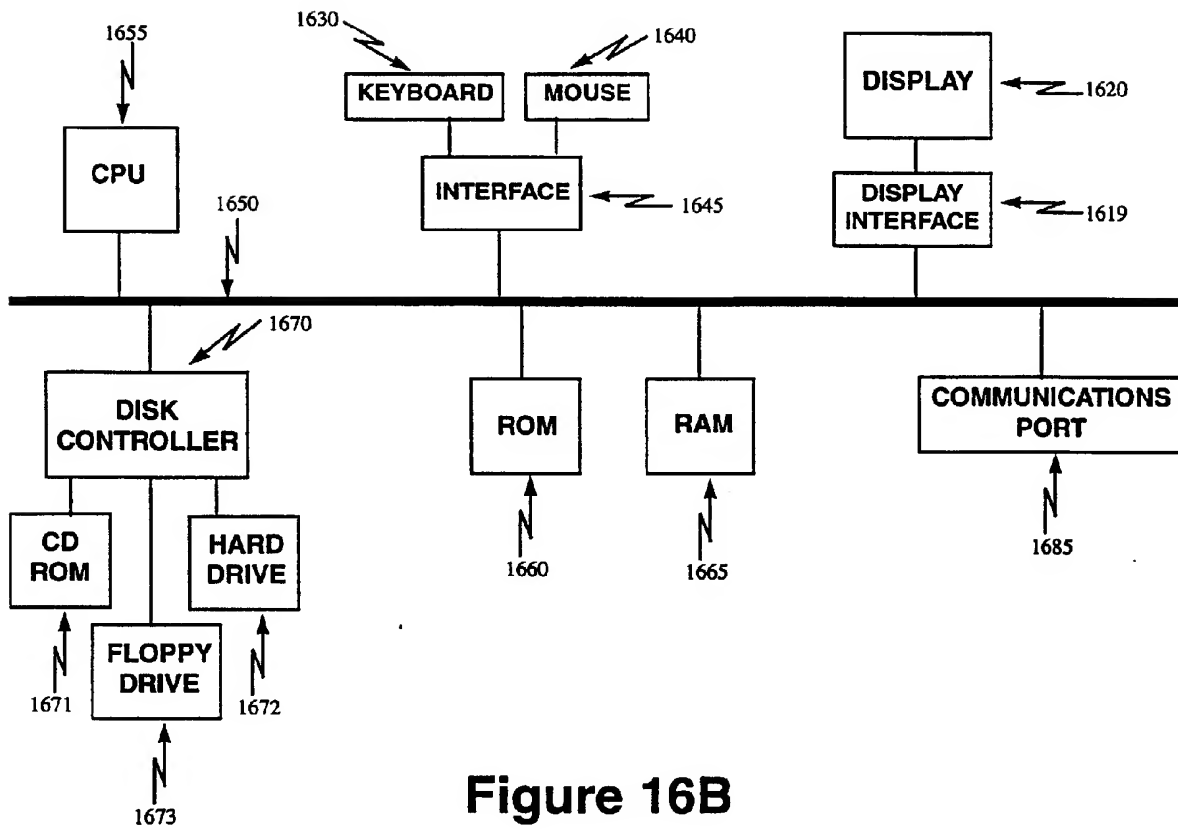 1655
1630
1640
KEYBOARD
MOUSE
DISPLAY
1620
CPU
INTERFACE
1645
DISPLAY
INTERFACE
1619
1650
1670
DISK
CONTROLLER
ROM
RAM
COMMUNICATIONS
PORT
CD
ROM
HARD
DRIVE
1660
1665
1685
FLOPPY
DRIVE
1671
1672
1673
Figure 16B